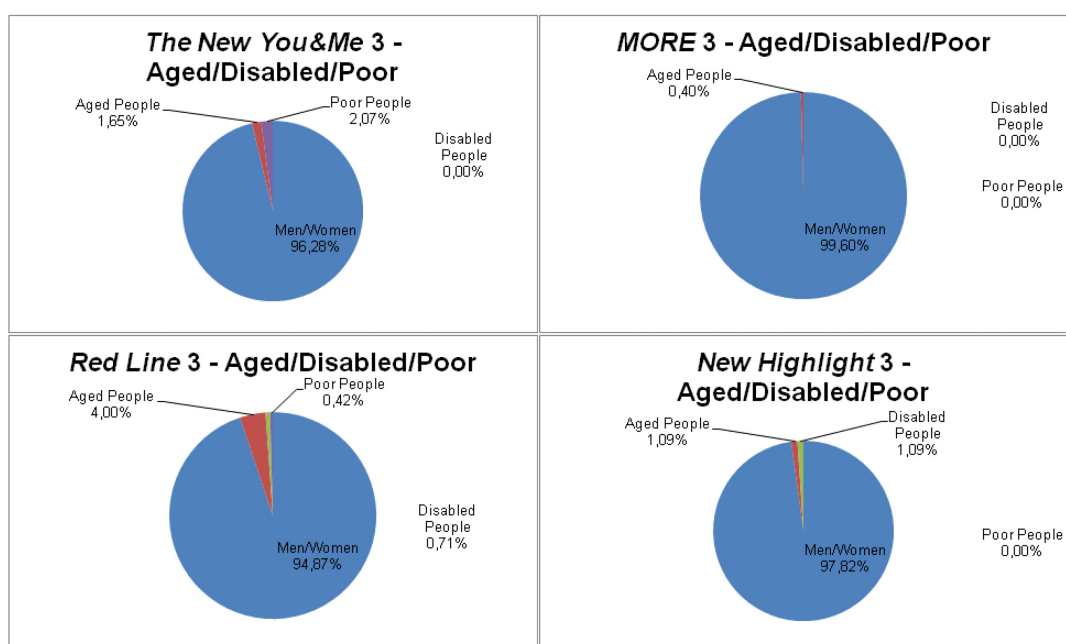 The New You&Me 3 -
Aged/Disabled/Poor
Aged People
1,65%
Poor People
2,07%
Disabled
People
0,00%
Men/Women
96,28%
MORE 3 - Aged/Disabled/Poor
Aged People
0,40%
Disabled
People
0,00%
Poor People
0,00%
Men/Women
99,60%
Red Line 3 - Aged/Disabled/Poor
Aged People
4,00%
Poor People
0,42%
Disabled
People
0,71%
Men/Women
94,87%
New Highlight 3 -
Aged/Disabled/Poor
Aged People
1,09%
Disabled
People
1,09%
Poor People
0,00%
Men/Women
97,82%